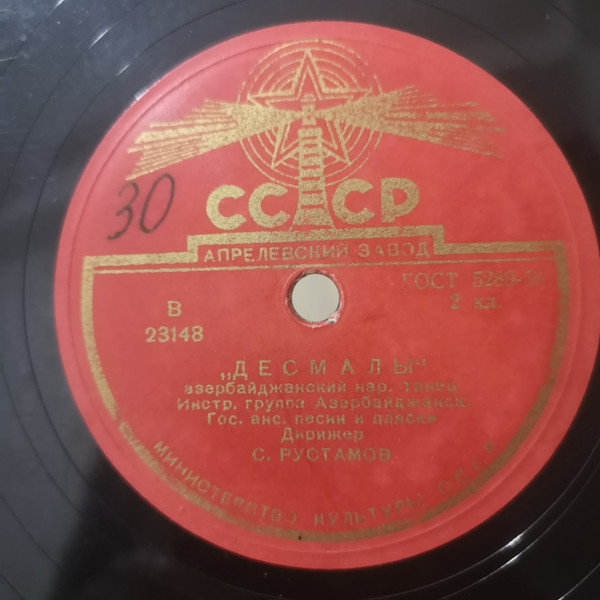 30
СССР
АПРЕЛЕВСКИЙ ЗАВОД
ГОСТ 5289-
2 кл.
В
23148
„ДЕСМАЛЫ"
азербайджанский нар. танец
Инстр. группа Азербайджанск.
Гос. анс. песни и пляски
Дирижер
С. РУСТАМОВ
МИНИСТЕРСТВО КУЛЬТУРЫ СССР